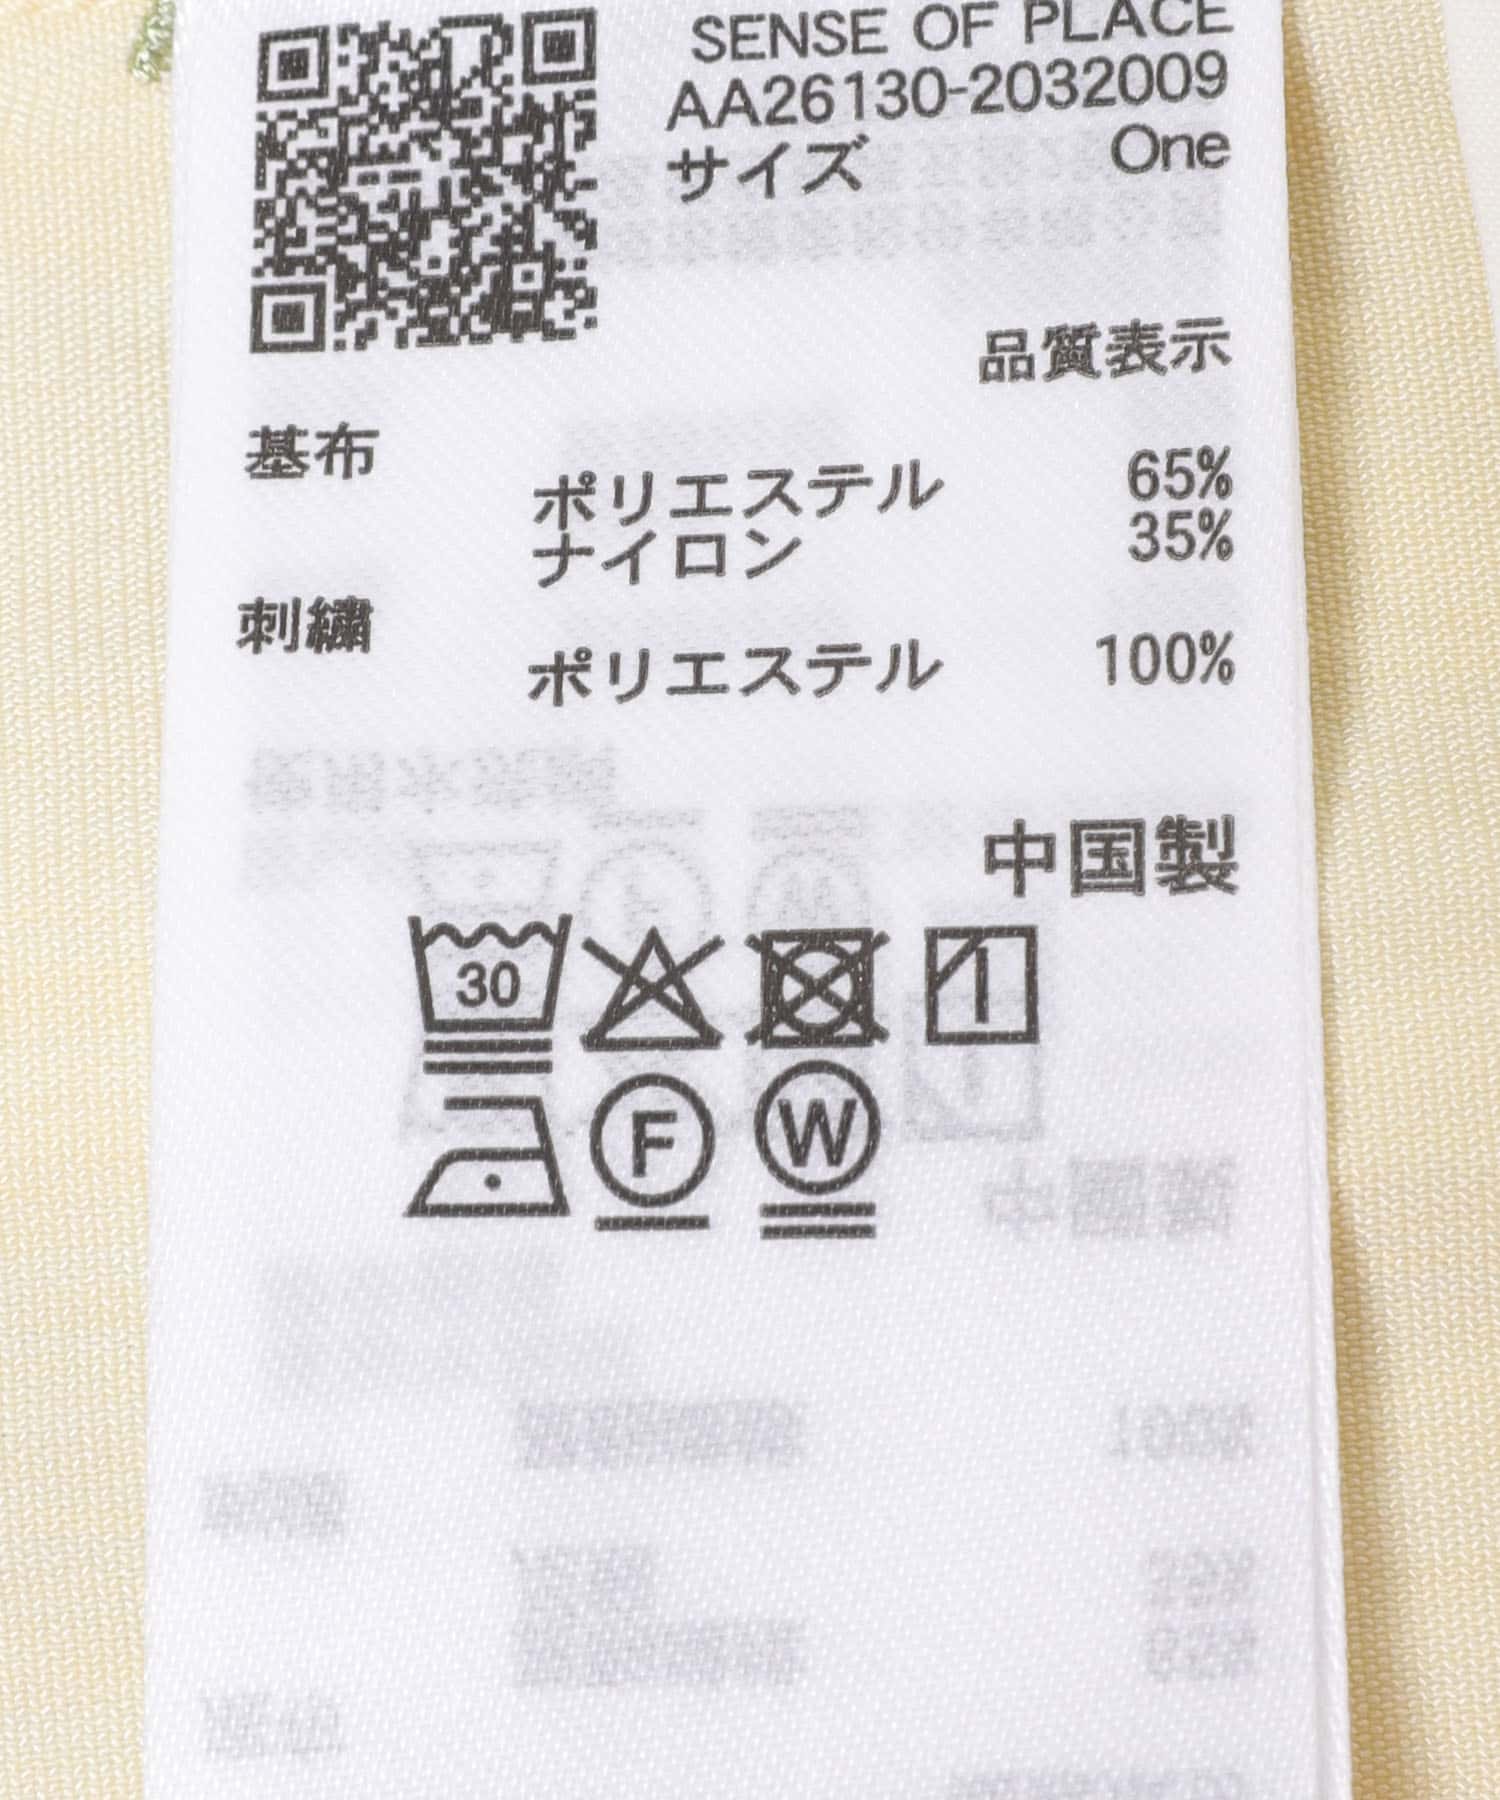 SENSE OF PLACE
AA26130-2032009
サイズ One
品質表示
基布
ポリエステル 65%
ナイロン 35%
刺繍
ポリエステル 100%
中国製
30
F W